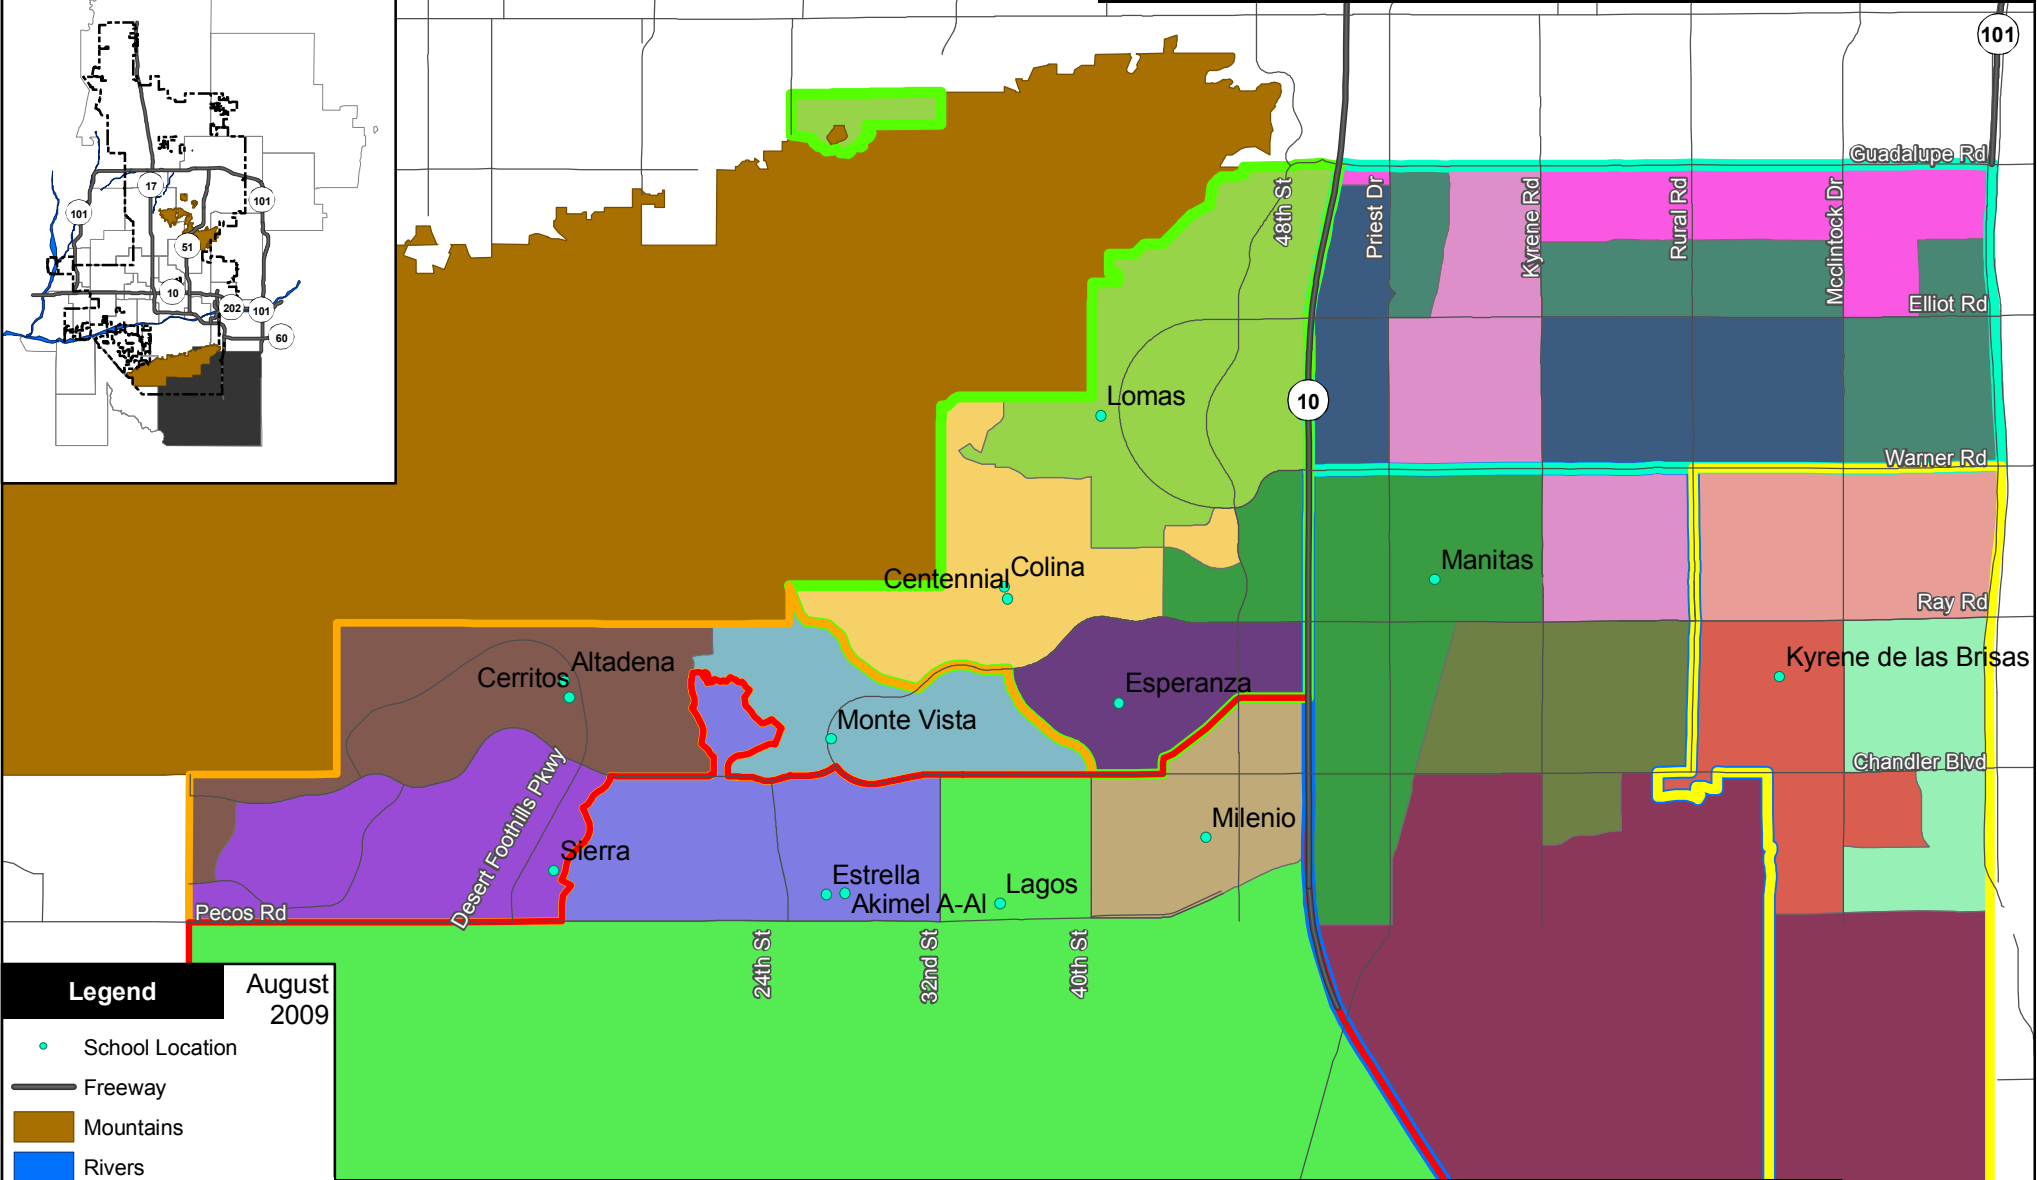 17
101
101
51
10
202
101
60
101
Guadalupe Rd
48th St
Priest Dr
Kyrene Rd
Rural Rd
Mcclintock Dr
Elliot Rd
Lomas
10
Warner Rd
Colina
Centennial
Manitas
Ray Rd
Altadena
Cerritos
Kyrene de las Brisas
Esperanza
Monte Vista
Chandler Blvd
Desert Foothills Pkwy
Milenio
Sierra
Estrella
Lagos
Akimel A-Al
Pecos Rd
24th St
32nd St
40th St
Legend
August
2009
School Location
Freeway
Mountains
Rivers